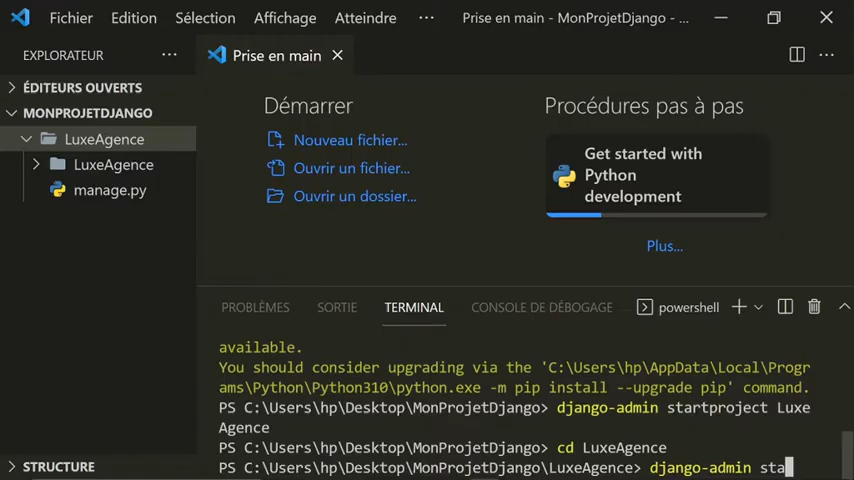 Fichier Edition Sélection Affichage Atteindre ··· Prise en main - MonProjetDjango - ...
EXPLORATEUR ···
Prise en main
ÉDITEURS OUVERTS
MONPROJETDJANGO
LuxeAgence
LuxeAgence
manage.py
Démarrer
Nouveau fichier...
Ouvrir un fichier...
Ouvrir un dossier...
Procédures pas à pas
Get started with
Python
development
Plus...
PROBLÈMES SORTIE TERMINAL CONSOLE DE DÉBOGAGE powershell
available.
You should consider upgrading via the 'C:\Users\hp\AppData\Local\Progr
ams\Python\Python310\python.exe -m pip install --upgrade pip' command.
PS C:\Users\hp\Desktop\MonProjetDjango> django-admin startproject Luxe
Agence
PS C:\Users\hp\Desktop\MonProjetDjango> cd LuxeAgence
PS C:\Users\hp\Desktop\MonProjetDjango\LuxeAgence> django-admin sta
STRUCTURE